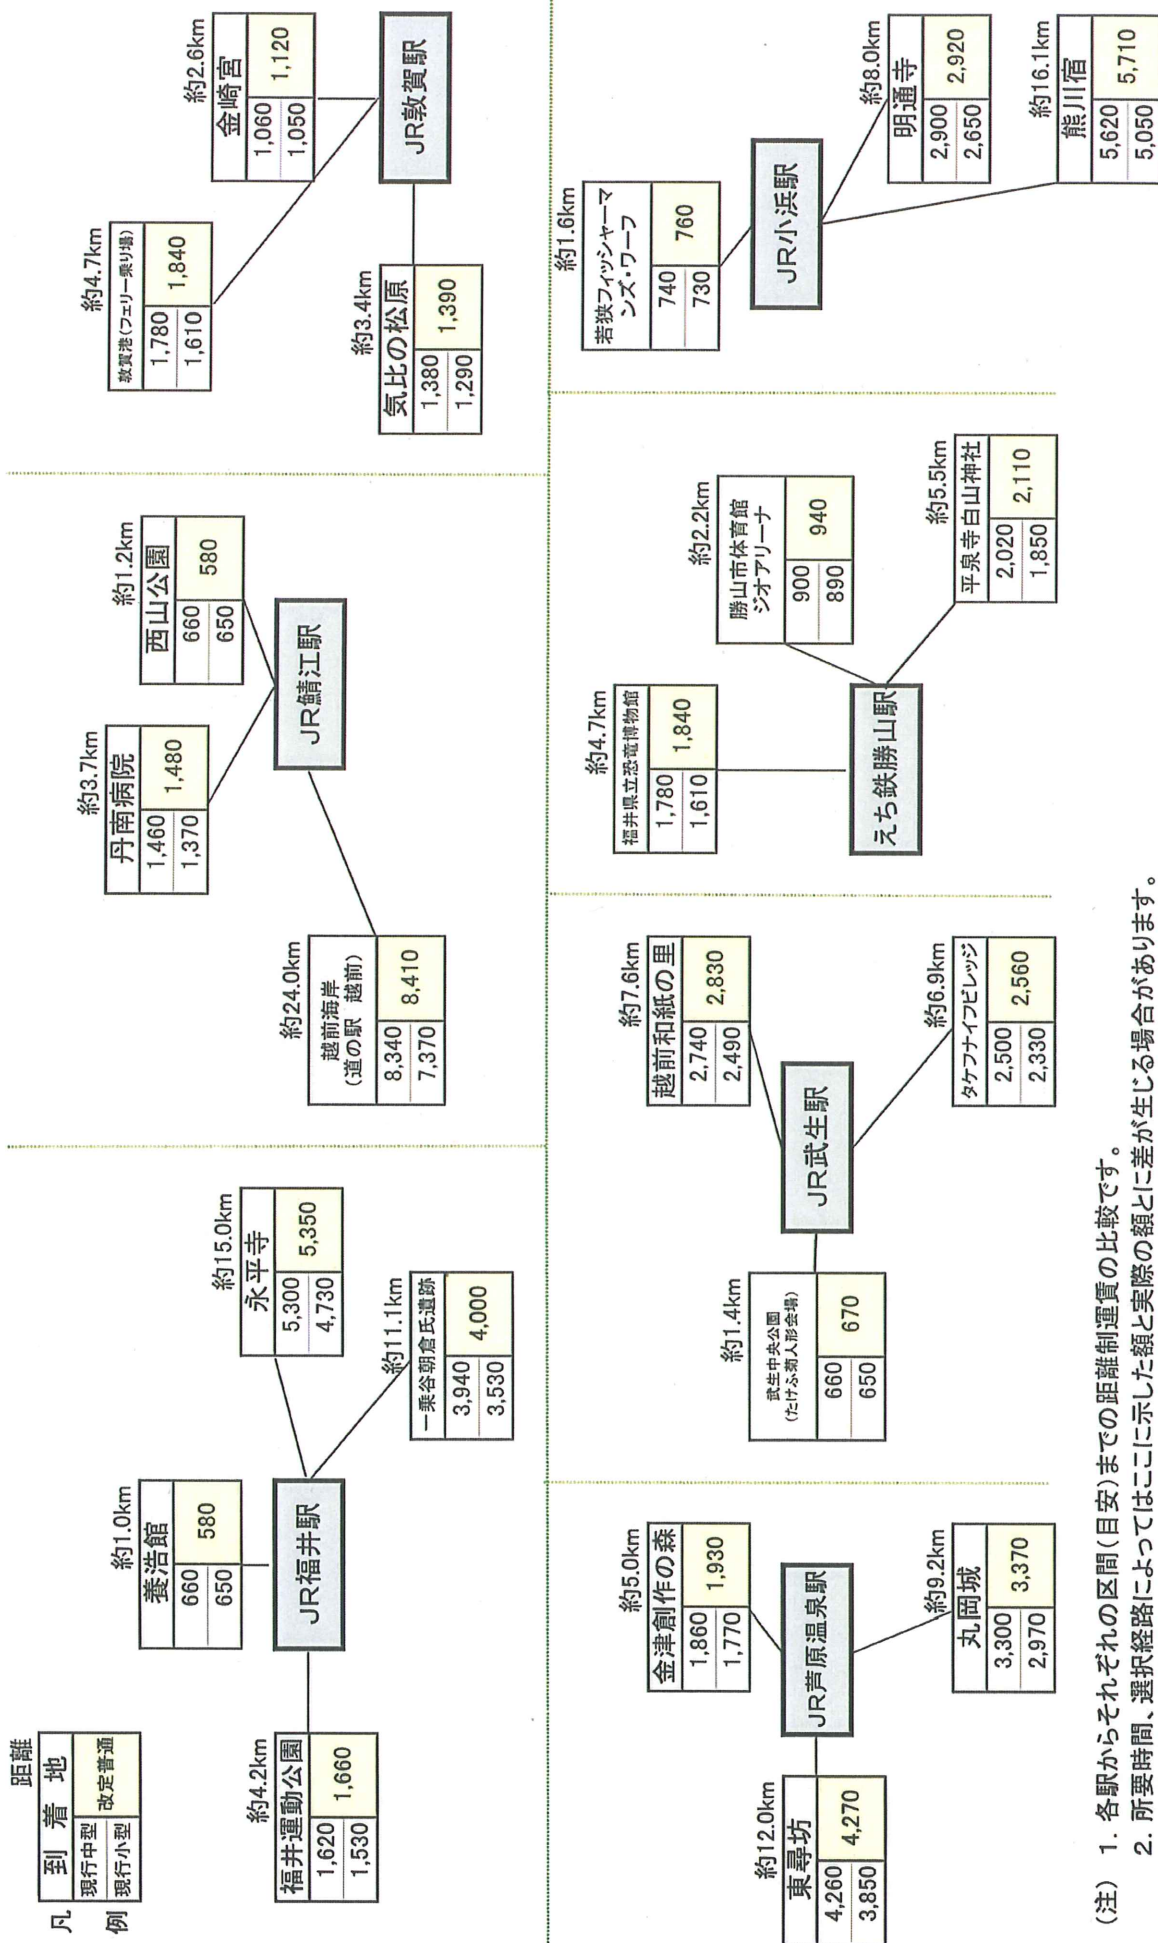 凡
例
距離
到 着 地
現行中型
改定普通
現行小型
約4.2km
福井運動公園
1,620
1,660
1,530
約1.0km
養浩館
660
580
650
JR福井駅
約15.0km
永平寺
5,300
5,350
4,730
約11.1km
一乗谷朝倉氏遺跡
3,940
4,000
3,530
約3.7km
丹南病院
1,460
1,480
1,370
約1.2km
西山公園
660
580
650
JR鯖江駅
約24.0km
越前海岸
(道の駅 越前)
8,340
8,410
7,370
約4.7km
敦賀港(フェリー乗り場)
1,780
1,840
1,610
約2.6km
金崎宮
1,060
1,120
1,050
約3.4km
気比の松原
1,380
1,390
1,290
JR敦賀駅
約12.0km
東尋坊
4,260
4,270
3,850
約5.0km
金津創作の森
1,860
1,930
1,770
JR芦原温泉駅
約9.2km
丸岡城
3,300
3,370
2,970
約1.4km
武生中央公園
(たけふ菊人形会場)
660
670
650
約7.6km
越前和紙の里
2,740
2,830
2,490
JR武生駅
約6.9km
タケフナイフビレッジ
2,500
2,560
2,330
約4.7km
福井県立恐竜博物館
1,780
1,840
1,610
約2.2km
勝山市体育館
ジオアリーナ
900
940
890
えち鉄勝山駅
約5.5km
平泉寺白山神社
2,020
2,110
1,850
約1.6km
若狭フィッシャーマ
ンズ・ワーフ
740
760
730
JR小浜駅
約8.0km
明通寺
2,900
2,920
2,650
約16.1km
熊川宿
5,620
5,710
5,050
(注) 1. 各駅からそれぞれの区間(目安)までの距離制運賃の比較です。
2. 所要時間、選択経路によってはここに示した額と実際の額とに差が生じる場合があります。